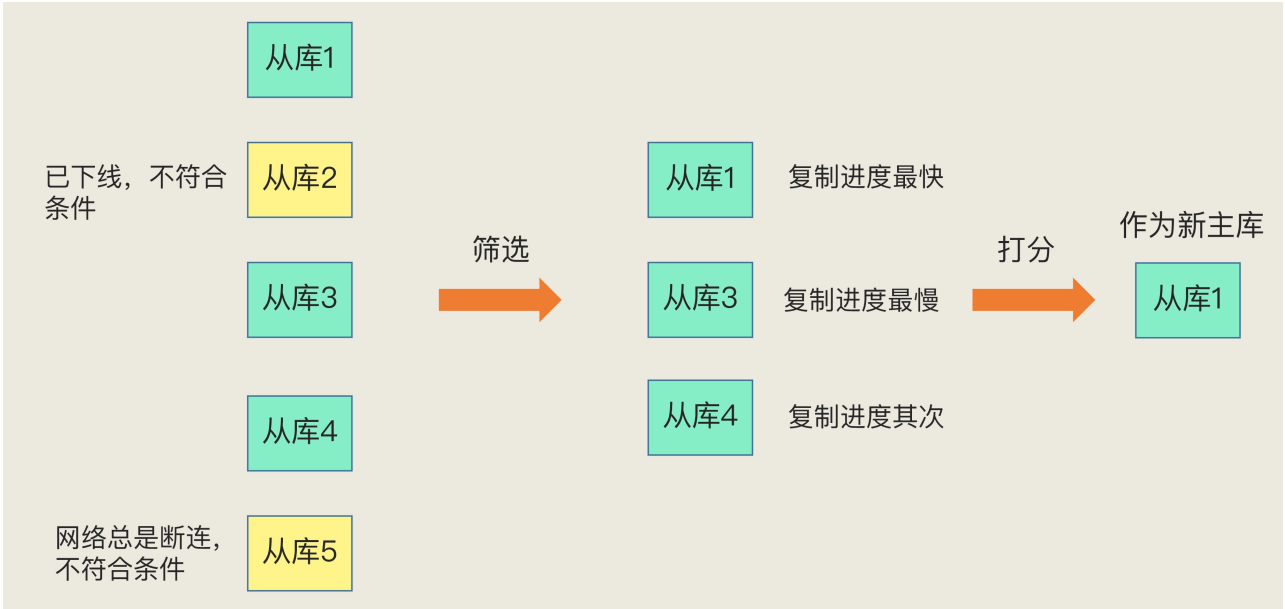 从库1
已下线，不符合
条件
从库2
从库3
从库4
网络总是断连，
不符合条件
从库5
筛选
从库1
复制进度最快
从库3
复制进度最慢
从库4
复制进度其次
打分
作为新主库
从库1